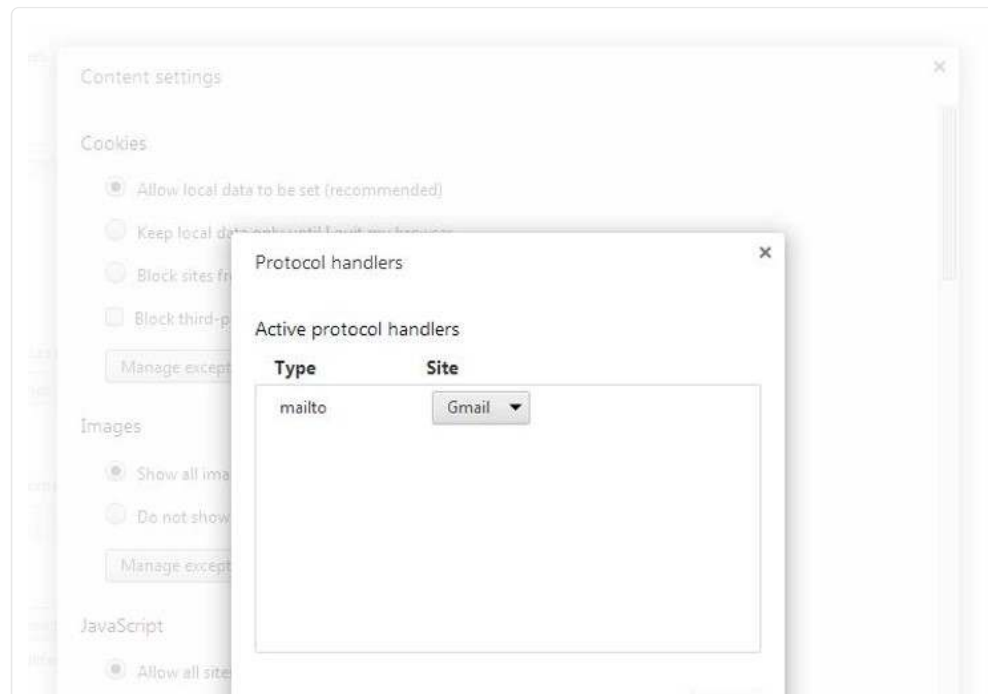 Content settings
Cookies
Allow local data to be set (recommended)
Keep local data only until I quit my browser
Block sites
Block third-p
Manage except
Images
Show all ima
Do not show
Manage except
JavaScript
Allow all site
Protocol handlers
Active protocol handlers
Type Site
mailto Gmail